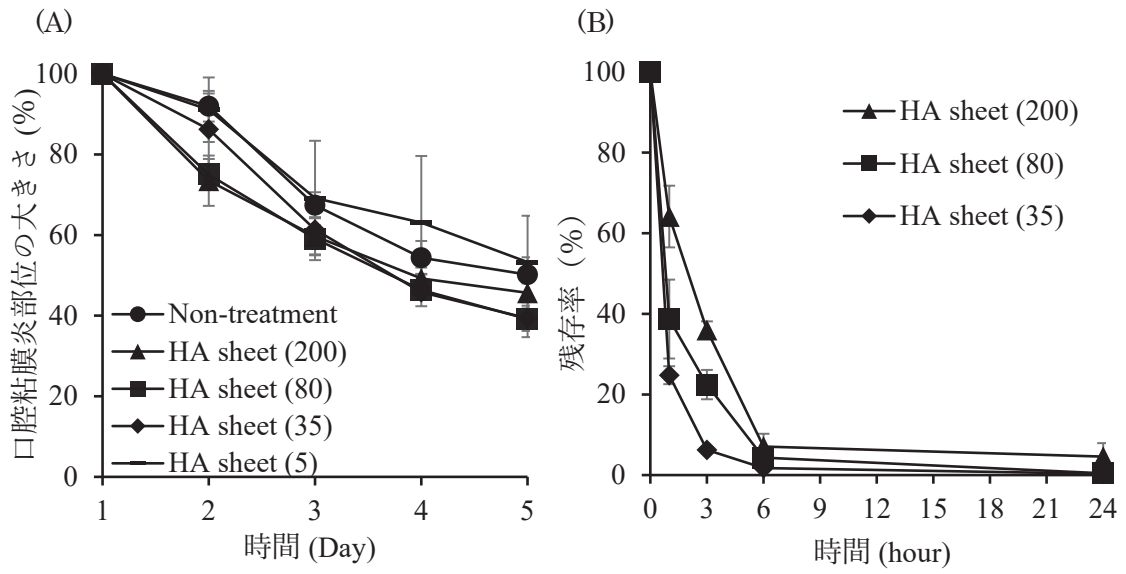 (A)
口腔粘膜炎部位の大きさ (%)
100
80
60
40
20
0
Non-treatment
HA sheet (200)
HA sheet (80)
HA sheet (35)
HA sheet (5)
1 2 3 4 5
時間 (Day)
(B)
残存率 (%)
100
80
60
40
20
0
HA sheet (200)
HA sheet (80)
HA sheet (35)
0 3 6 9 12 15 18 21 24
時間 (hour)